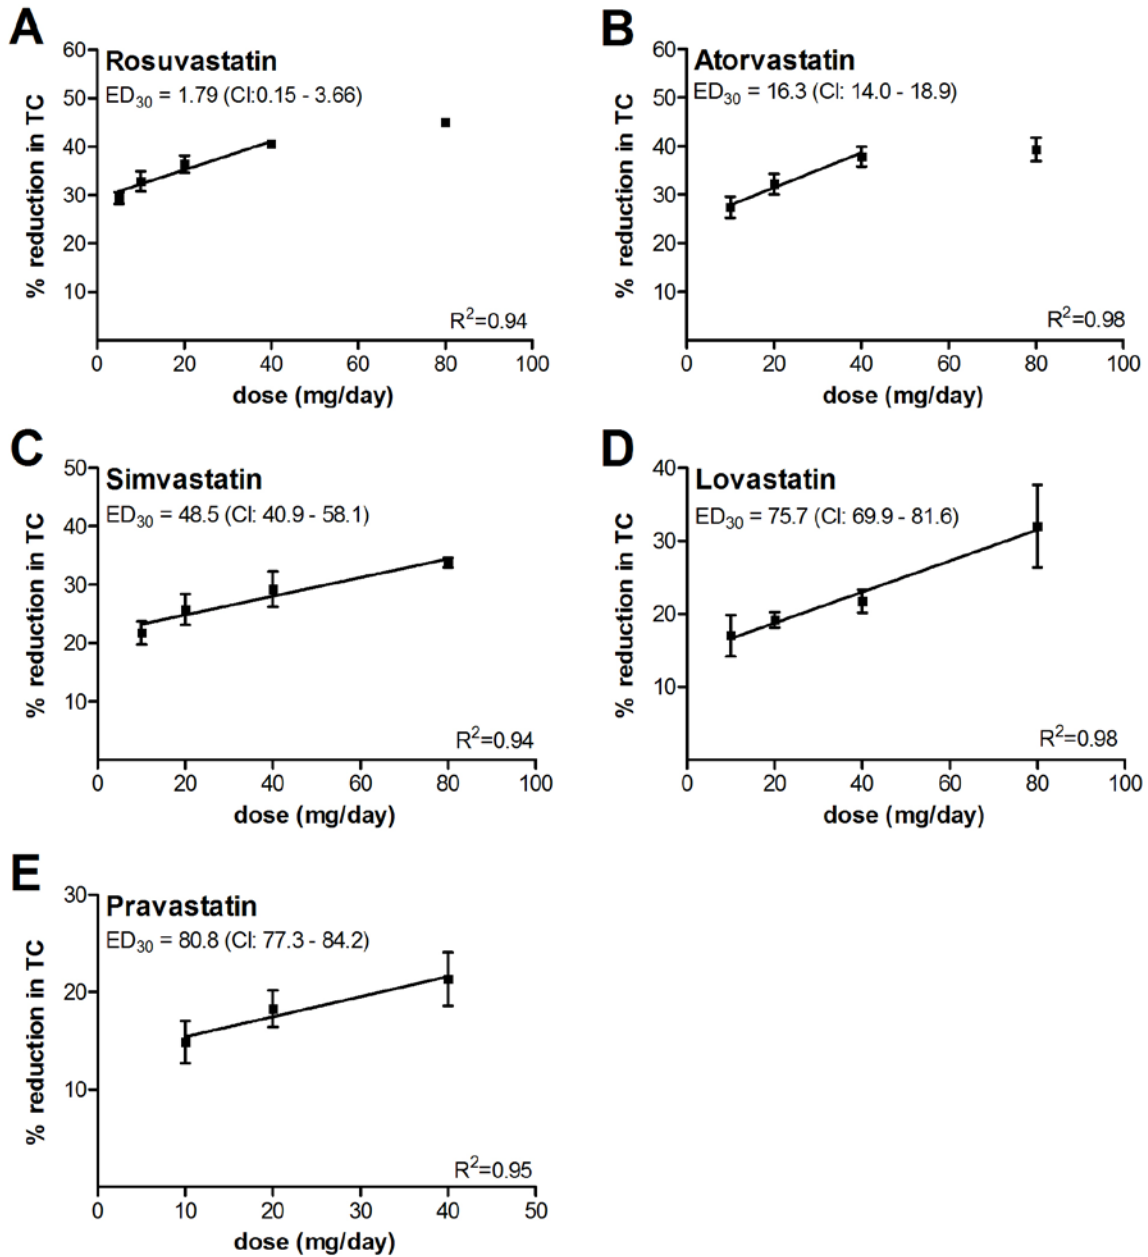 A
Rosuvastatin
ED30 = 1.79 (CI:0.15 - 3.66)
% reduction in TC
60
50
40
30
20
10
R2=0.94
0 20 40 60 80 100
dose (mg/day)
B
Atorvastatin
ED30 = 16.3 (CI: 14.0 - 18.9)
% reduction in TC
60
50
40
30
20
10
R2=0.98
0 20 40 60 80 100
dose (mg/day)
C
Simvastatin
ED30 = 48.5 (CI: 40.9 - 58.1)
% reduction in TC
50
40
30
20
10
R2=0.94
0 20 40 60 80 100
dose (mg/day)
D
Lovastatin
ED30 = 75.7 (CI: 69.9 - 81.6)
% reduction in TC
40
30
20
10
R2=0.98
0 20 40 60 80 100
dose (mg/day)
E
Pravastatin
ED30 = 80.8 (CI: 77.3 - 84.2)
% reduction in TC
30
20
10
R2=0.95
0 10 20 30 40 50
dose (mg/day)